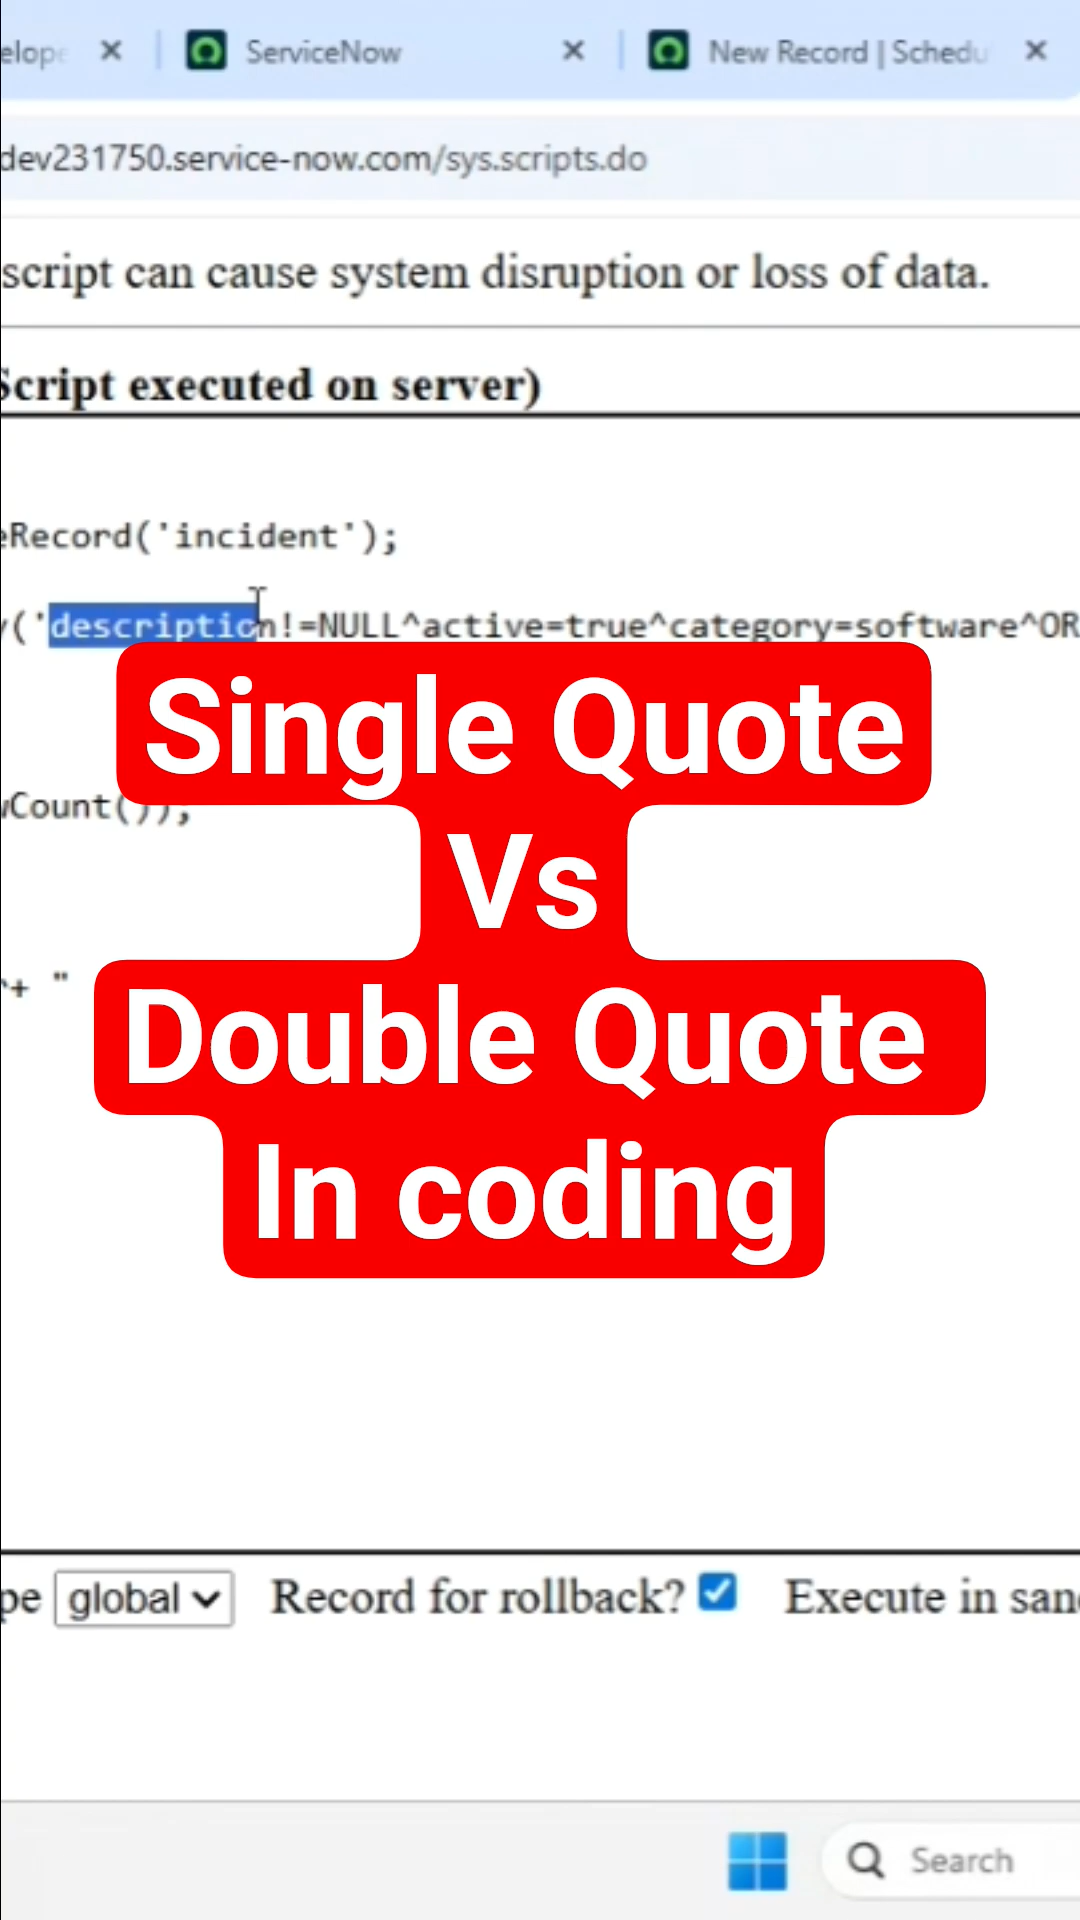 ServiceNow
New Record | Schedu
dev231750.service-now.com/sys.scripts.do
script can cause system disruption or loss of data.
Script executed on server)
eRecord('incident');
('description!=NULL^active=true^category=software^OR
Count());
+ "
Single Quote
Vs
Double Quote
In coding
pe global Record for rollback? Execute in san
Search